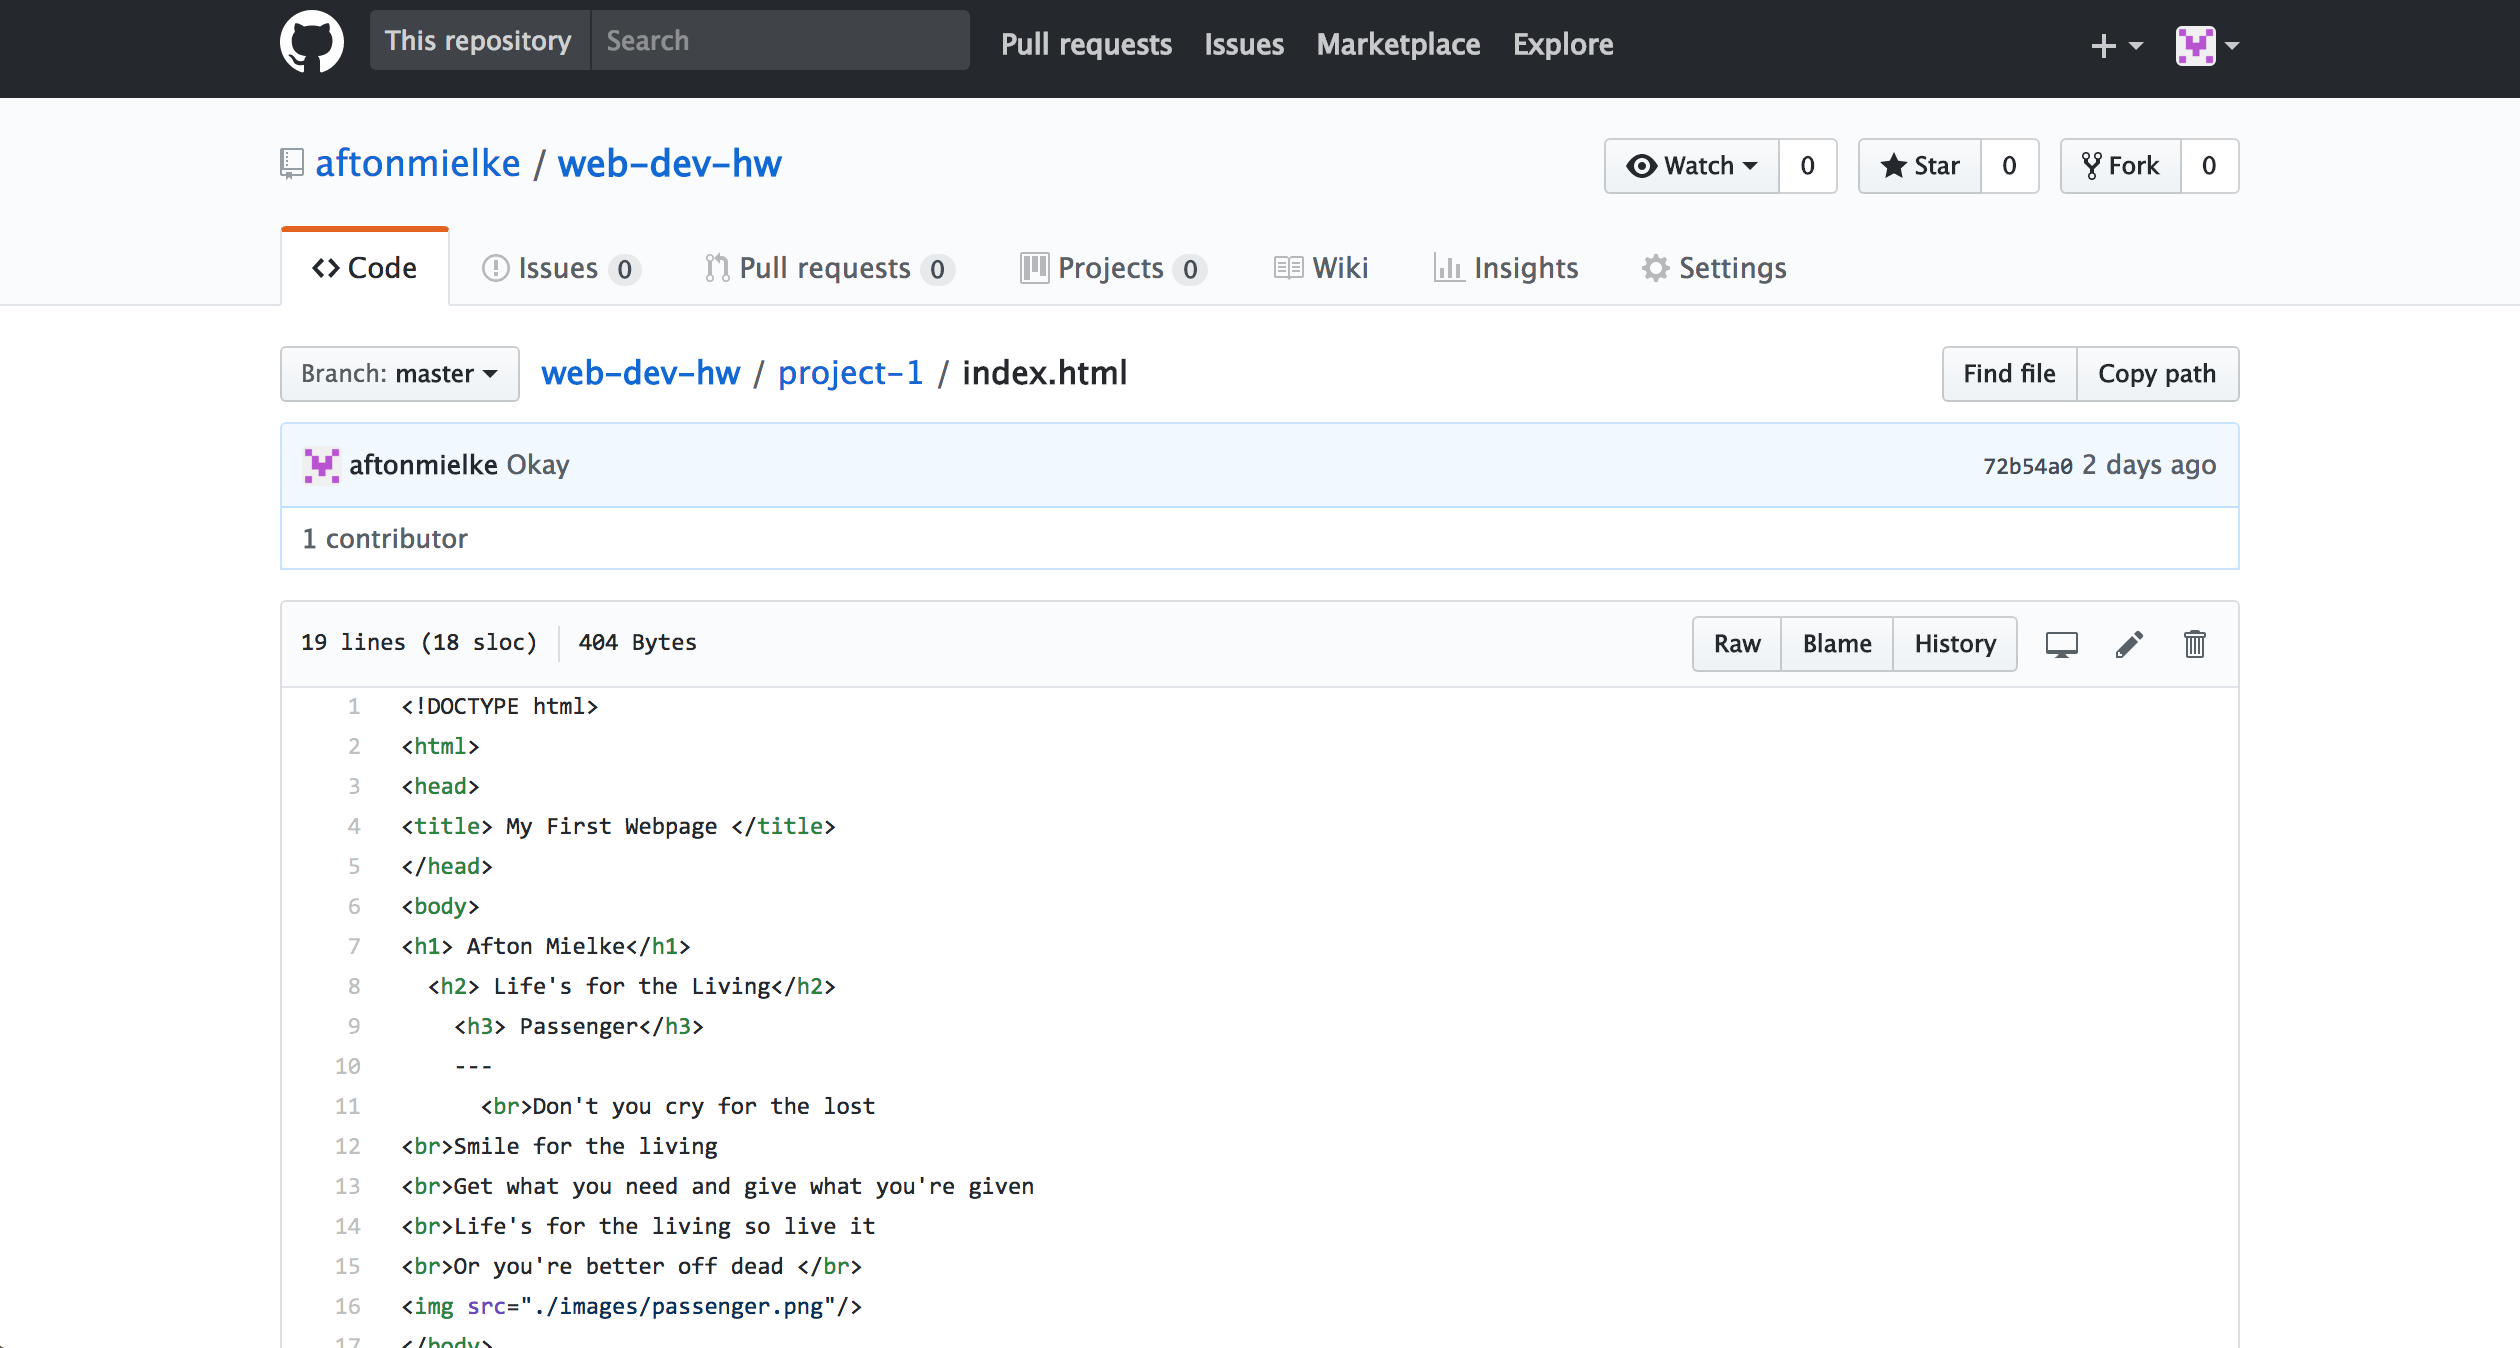 This repository Search Pull requests Issues Marketplace Explore
aftonmielke / web-dev-hw Watch 0 Star 0 Fork 0
Code Issues 0 Pull requests 0 Projects 0 Wiki Insights Settings
Branch: master web-dev-hw / project-1 / index.html Find file Copy path
aftonmielke Okay 72b54a0 2 days ago
1 contributor
19 lines (18 sloc) 404 Bytes Raw Blame History
1 <!DOCTYPE html>
2 <html>
3 <head>
4 <title> My First Webpage </title>
5 </head>
6 <body>
7 <h1> Afton Mielke</h1>
8 <h2> Life's for the Living</h2>
9 <h3> Passenger</h3>
10 ---
11 <br>Don't you cry for the lost
12 <br>Smile for the living
13 <br>Get what you need and give what you're given
14 <br>Life's for the living so live it
15 <br>Or you're better off dead </br>
16 <img src="./images/passenger.png"/>
17 </body>